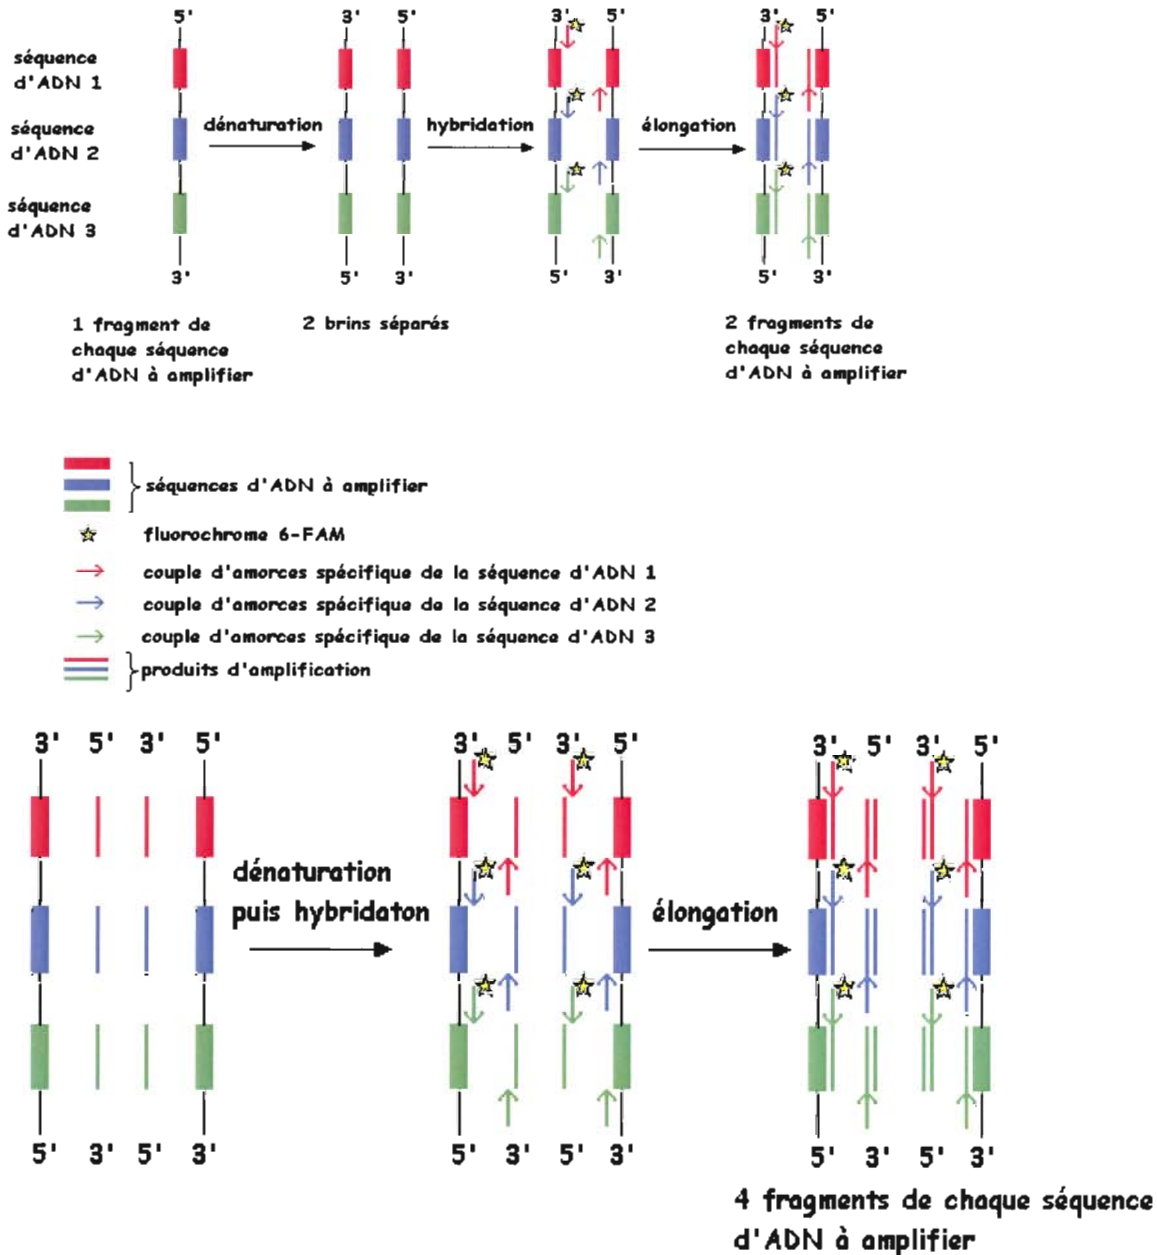 5' 3' 5' 3' 5' 3' 5'
séquence
d'ADN 1
séquence
d'ADN 2
dénaturation hybridation élongation
séquence
d'ADN 3
3' 5' 3' 5' 3' 5' 3'
1 fragment de
chaque séquence
d'ADN à amplifier
2 brins séparés
2 fragments de
chaque séquence
d'ADN à amplifier
séquences d'ADN à amplifier
fluorochrome 6-FAM
couple d'amorces spécifique de la séquence d'ADN 1
couple d'amorces spécifique de la séquence d'ADN 2
couple d'amorces spécifique de la séquence d'ADN 3
produits d'amplification
3' 5' 3' 5' 3' 5' 3' 5' 3' 5' 3' 5'
dénaturation
puis hybridaton
élongation
5' 3' 5' 3' 5' 3' 5' 3' 5' 3' 5' 3'
4 fragments de chaque séquence
d'ADN à amplifier